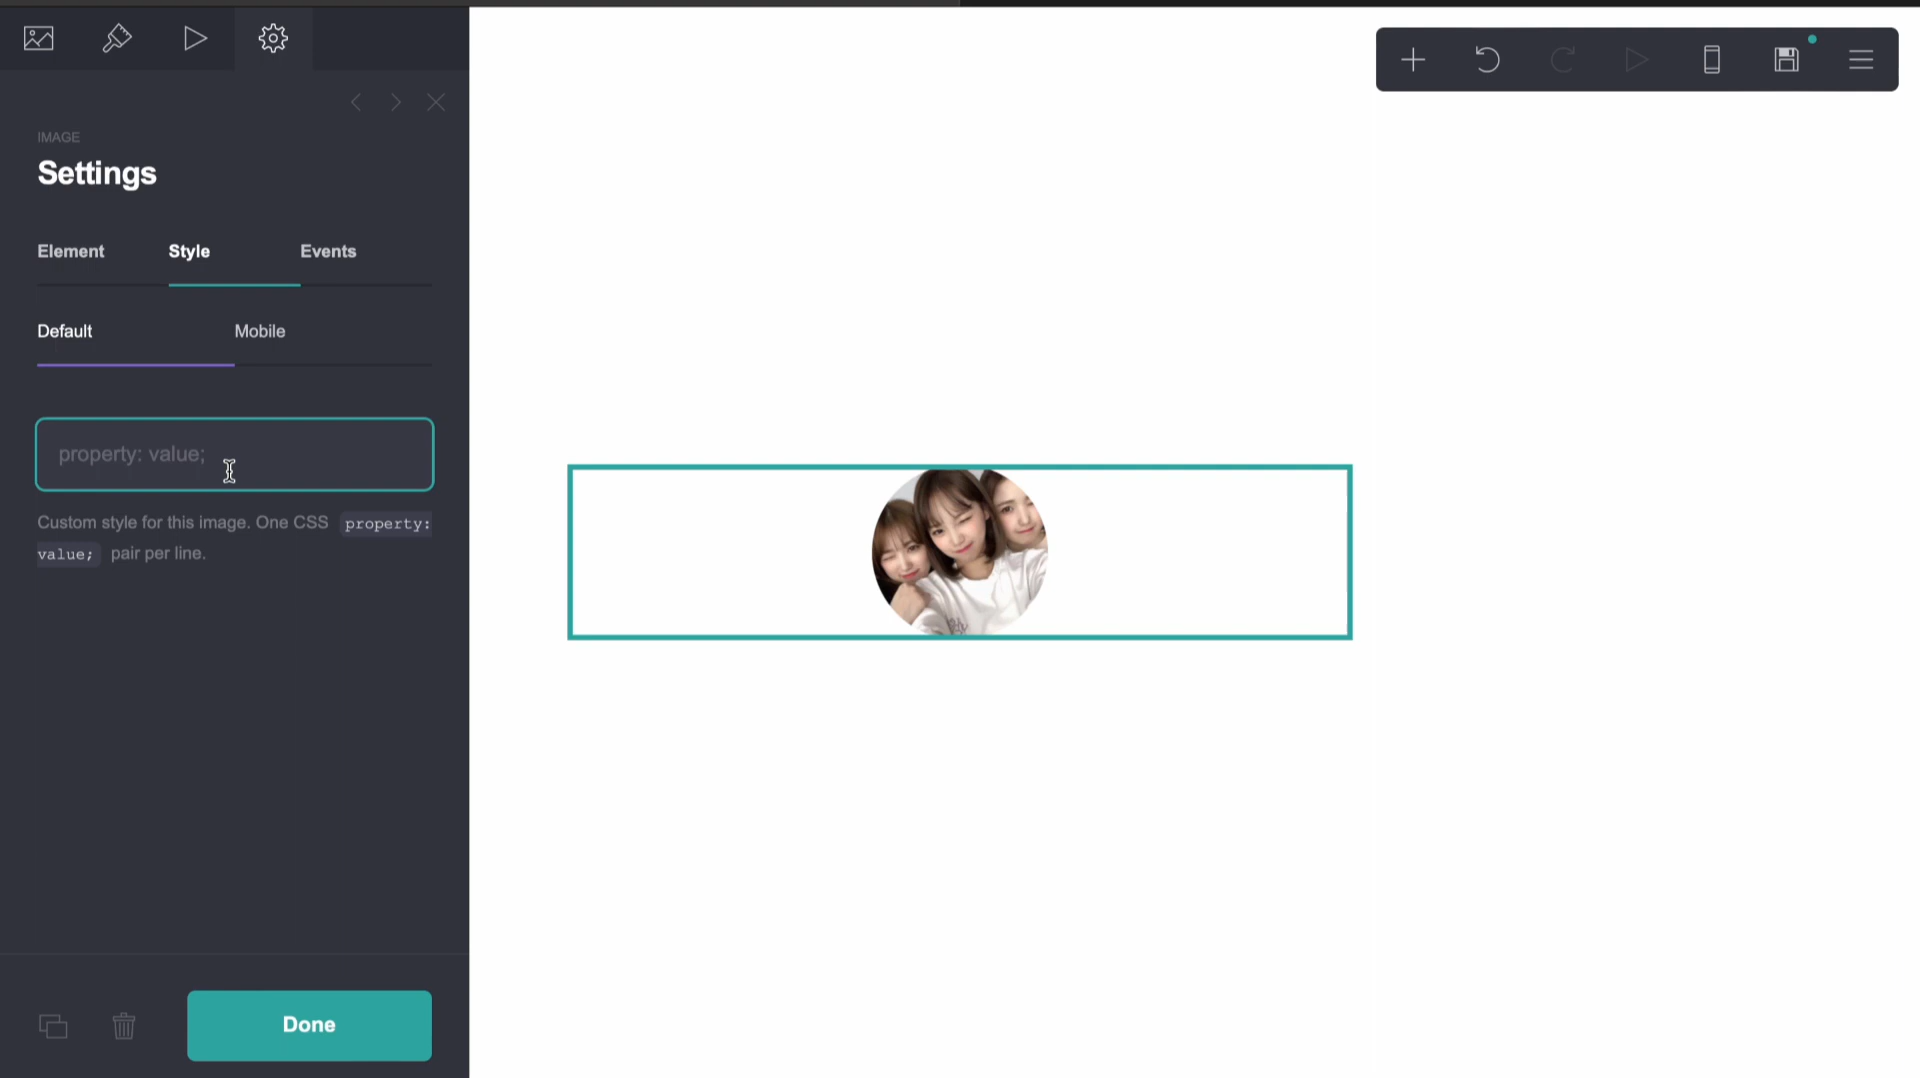 IMAGE
Settings
Element Style Events
Default Mobile
property: value;
Custom style for this image. One CSS property:
value; pair per line.
Done